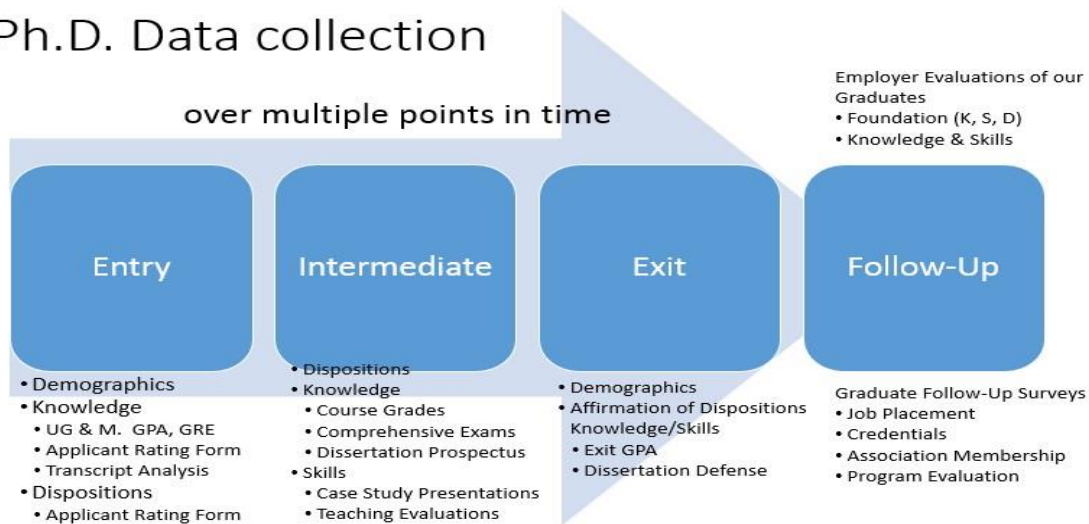 Ph.D. Data collection
over multiple points in time
Employer Evaluations of our
Graduates
• Foundation (K, S, D)
• Knowledge & Skills
Entry
Intermediate
Exit
Follow-Up
• Demographics
• Knowledge
• UG & M. GPA, GRE
• Applicant Rating Form
• Transcript Analysis
• Dispositions
• Applicant Rating Form
• Dispositions
• Knowledge
• Course Grades
• Comprehensive Exams
• Dissertation Prospectus
• Skills
• Case Study Presentations
• Teaching Evaluations
• Demographics
• Affirmation of Dispositions
Knowledge/Skills
• Exit GPA
• Dissertation Defense
Graduate Follow-Up Surveys
• Job Placement
• Credentials
• Association Membership
• Program Evaluation